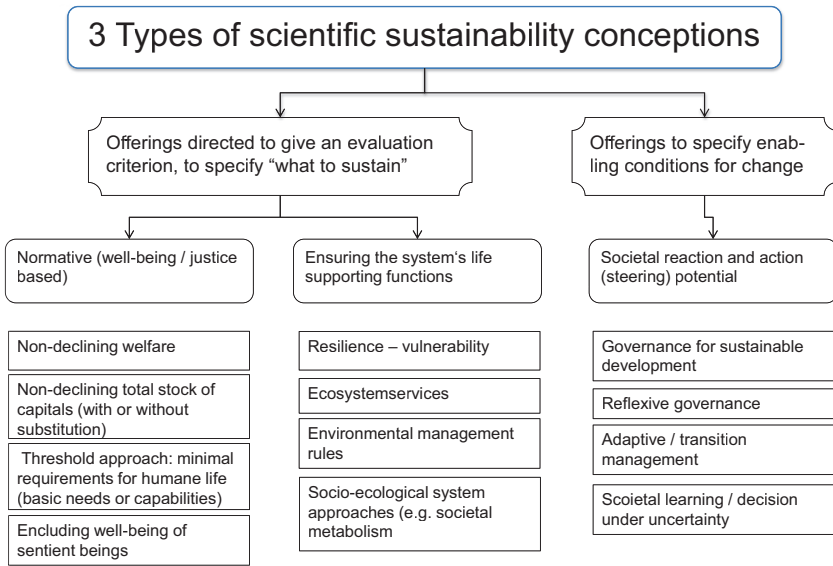 3 Types of scientific sustainability conceptions
Offerings directed to give an evaluation
criterion, to specify “what to sustain”
Offerings to specify enab-
ling conditions for change
Normative (well-being / justice
based)
Ensuring the system‘s life
supporting functions
Societal reaction and action
(steering) potential
Non-declining welfare
Non-declining total stock of
capitals (with or without
substitution)
Threshold approach: minimal
requirements for humane life
(basic needs or capabilities)
Encluding well-being of
sentient beings
Resilience – vulnerability
Ecosystemservices
Environmental management
rules
Socio-ecological system
approaches (e.g. societal
metabolism
Governance for sustainable
development
Reflexive governance
Adaptive / transition
management
Scoietal learning / decision
under uncertainty